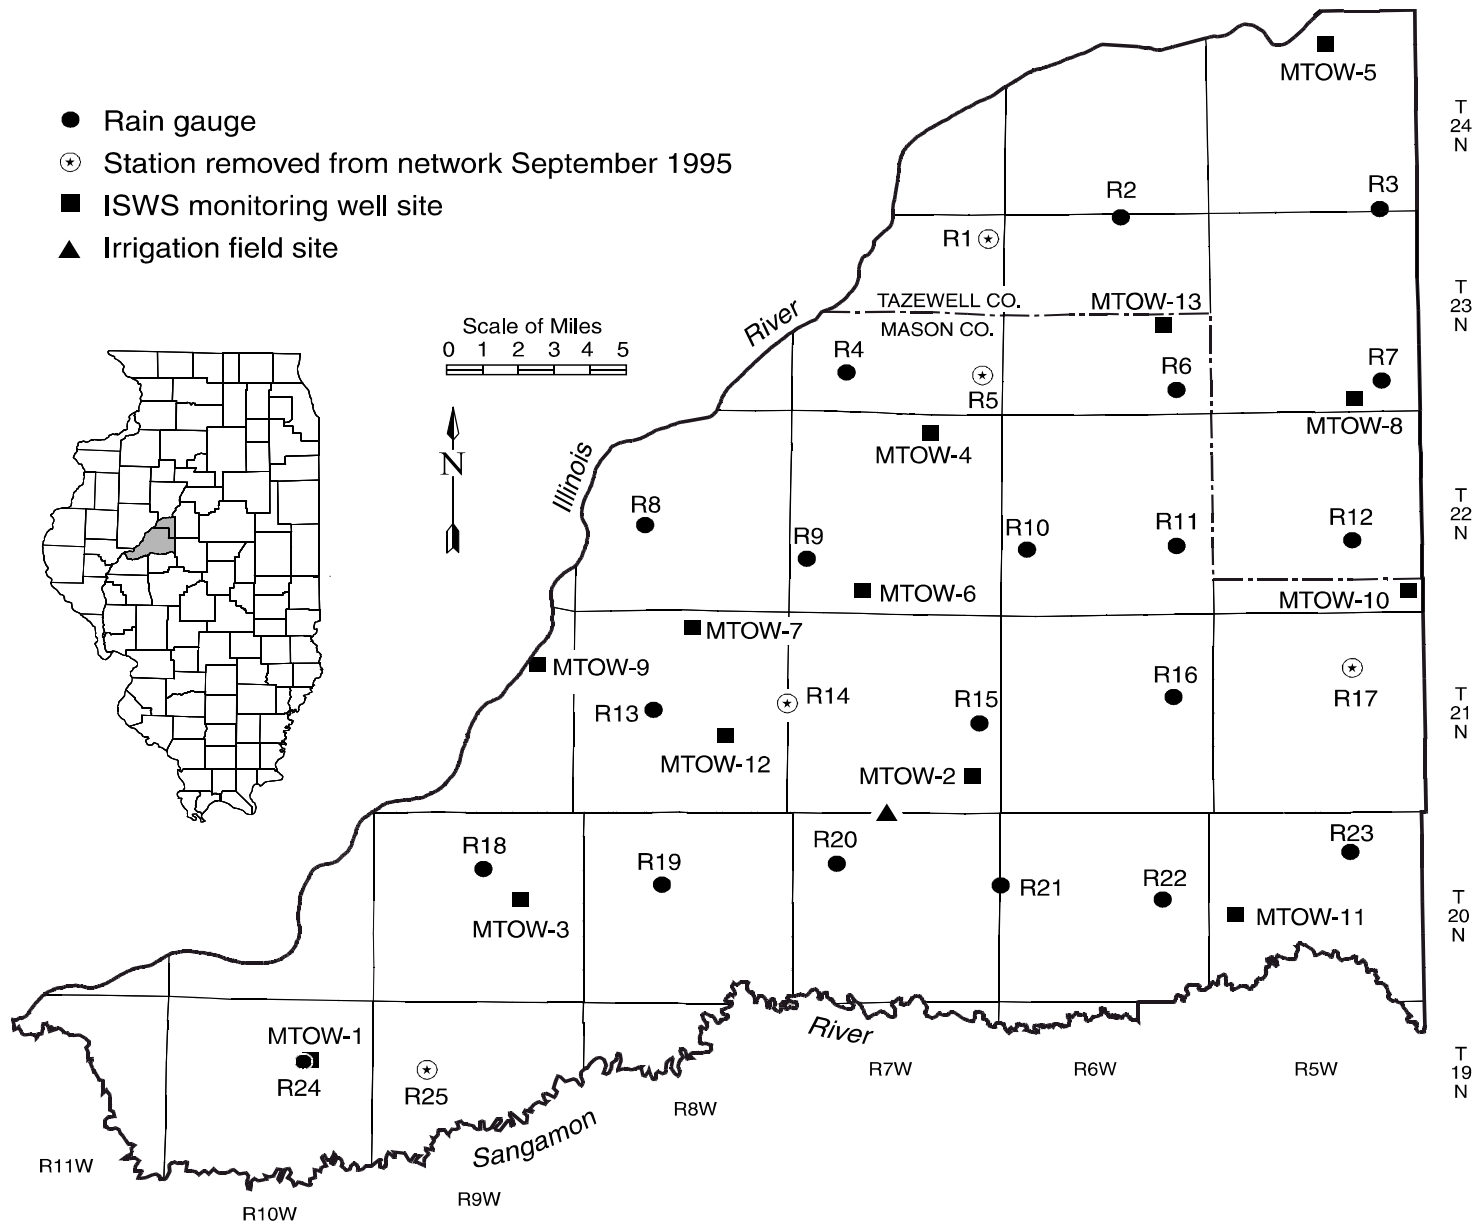 Rain gauge
Station removed from network September 1995
ISWS monitoring well site
Irrigation field site
Scale of Miles
0 1 2 3 4 5
N
MTOW-5
T
24
N
R2
R3
R1
TAZEWELL CO.
MTOW-13
MASON CO.
T
23
N
River
R4
R5
R6
R7
MTOW-8
MTOW-4
Illinois
R8
R9
R10
R11
R12
T
22
N
MTOW-6
MTOW-10
MTOW-7
MTOW-9
R13
R14
R15
R16
R17
T
21
N
MTOW-12
MTOW-2
R18
R19
R20
R21
R22
R23
MTOW-3
MTOW-11
T
20
N
MTOW-1
R24
R25
River
Sangamon
T
19
N
R7W
R6W
R5W
R8W
R11W
R9W
R10W